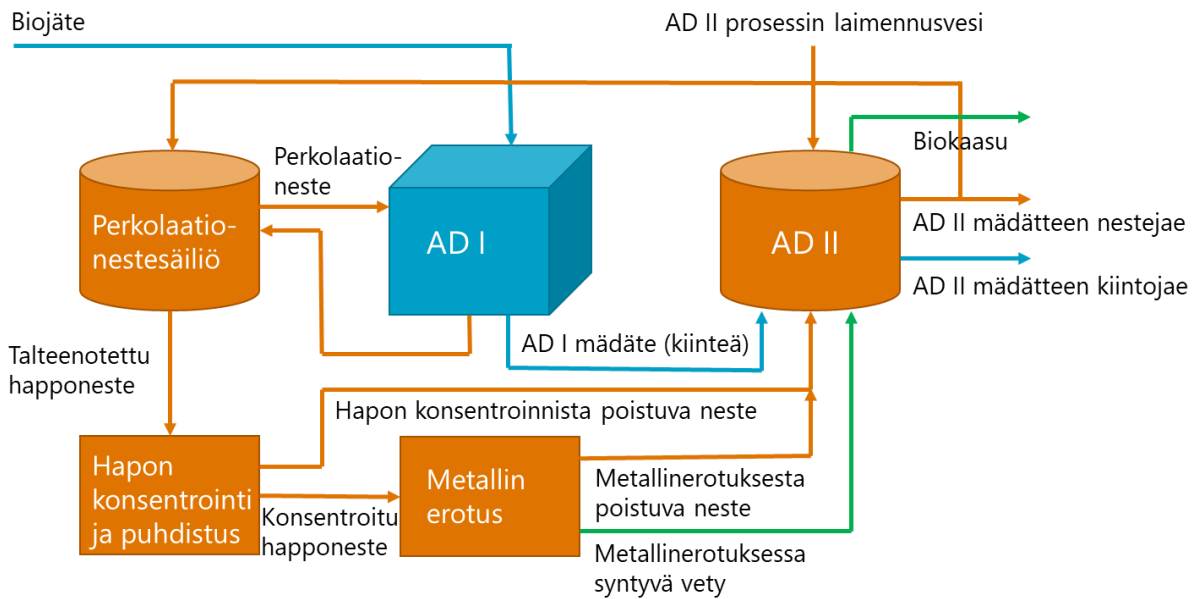 Biojäte
AD II prosessin laimennusvesi
Perkolaatio-
neste
Biokaasu
Perkolaatio-
nestesäiliö
AD I
AD II
AD II mädätteen nestejae
AD II mädätteen kiintojae
Talteenotettu
happoneste
AD I mädäte (kiinteä)
Hapon konsentroinnista poistuva neste
Hapon
konsentrointi
ja puhdistus
Konsentroitu
happoneste
Metallin
erotus
Metallinerotuksesta
poistuva neste
Metallinerotuksessa
syntyvä vety